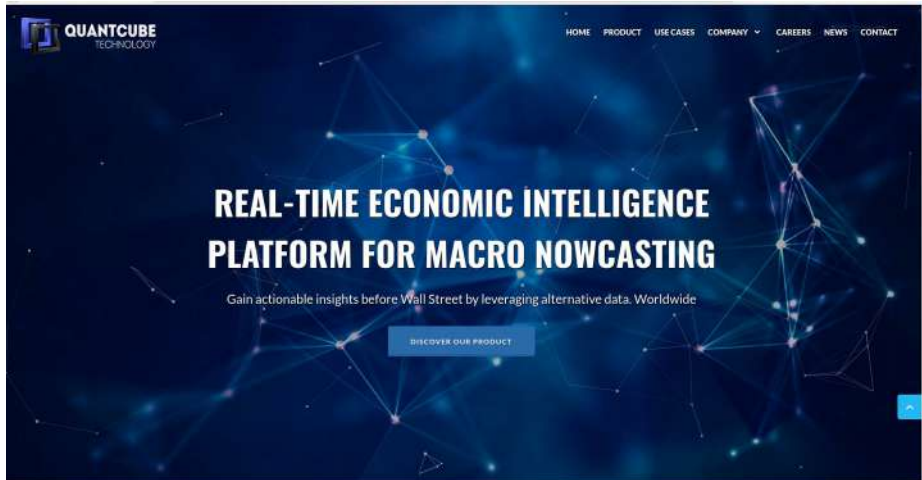 QUANTCUBE
TECHNOLOGY
HOME PRODUCT USE CASES COMPANY CAREERS NEWS CONTACT
REAL-TIME ECONOMIC INTELLIGENCE
PLATFORM FOR MACRO NOWCASTING
Gain actionable insights before Wall Street by leveraging alternative data. Worldwide
DISCOVER OUR PRODUCT